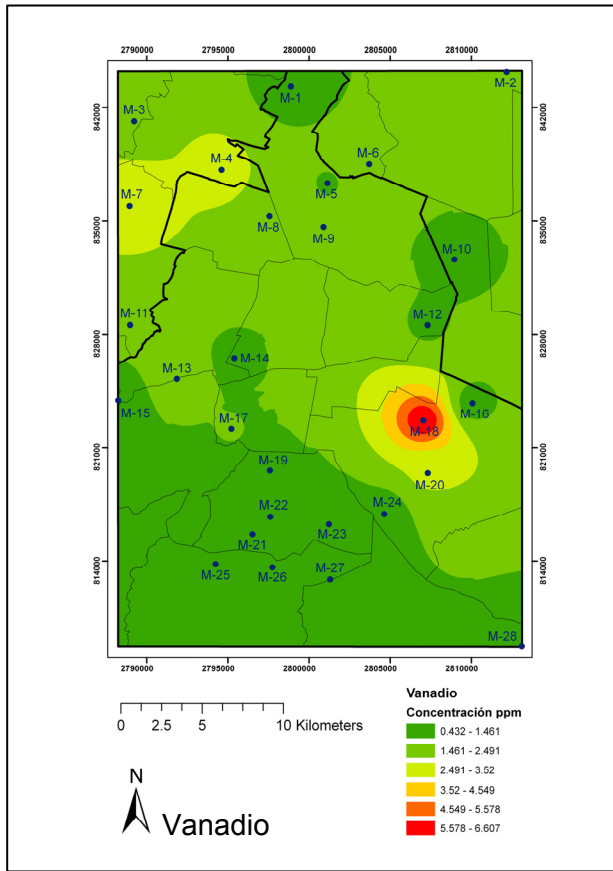 2790000 2795000 2800000 2805000 2810000
842000 842000
835000 835000
828000 828000
821000 821000
814000 814000
M-1
M-2
M-3
M-4
M-5
M-6
M-7
M-8
M-9
M-10
M-11
M-12
M-13
M-14
M-15
M-16
M-17
M-18
M-19
M-20
M-22
M-24
M-21
M-23
M-25
M-26
M-27
M-28
2790000 2795000 2800000 2805000 2810000
0 2.5 5 10 Kilometers
N
Vanadio
Vanadio
Concentración ppm
0.432 - 1.461
1.461 - 2.491
2.491 - 3.52
3.52 - 4.549
4.549 - 5.578
5.578 - 6.607